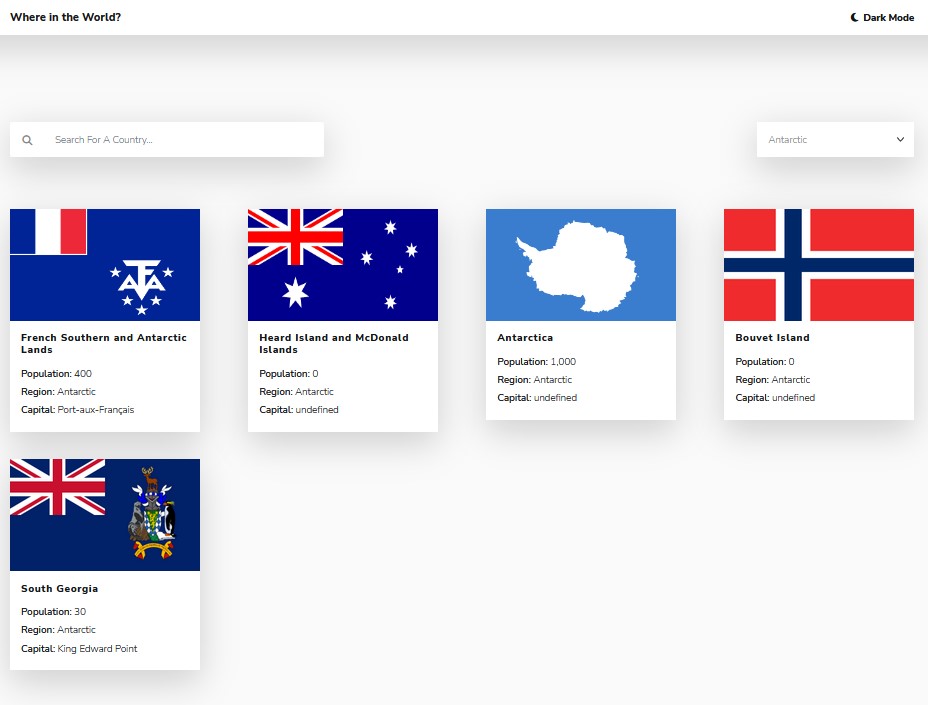 Where in the World?
Dark Mode
Search For A Country...
Antarctic
French Southern and Antarctic
Lands
Population: 400
Region: Antarctic
Capital: Port-aux-Français
Heard Island and McDonald
Islands
Population: 0
Region: Antarctic
Capital: undefined
Antarctica
Population: 1,000
Region: Antarctic
Capital: undefined
Bouvet Island
Population: 0
Region: Antarctic
Capital: undefined
South Georgia
Population: 30
Region: Antarctic
Capital: King Edward Point